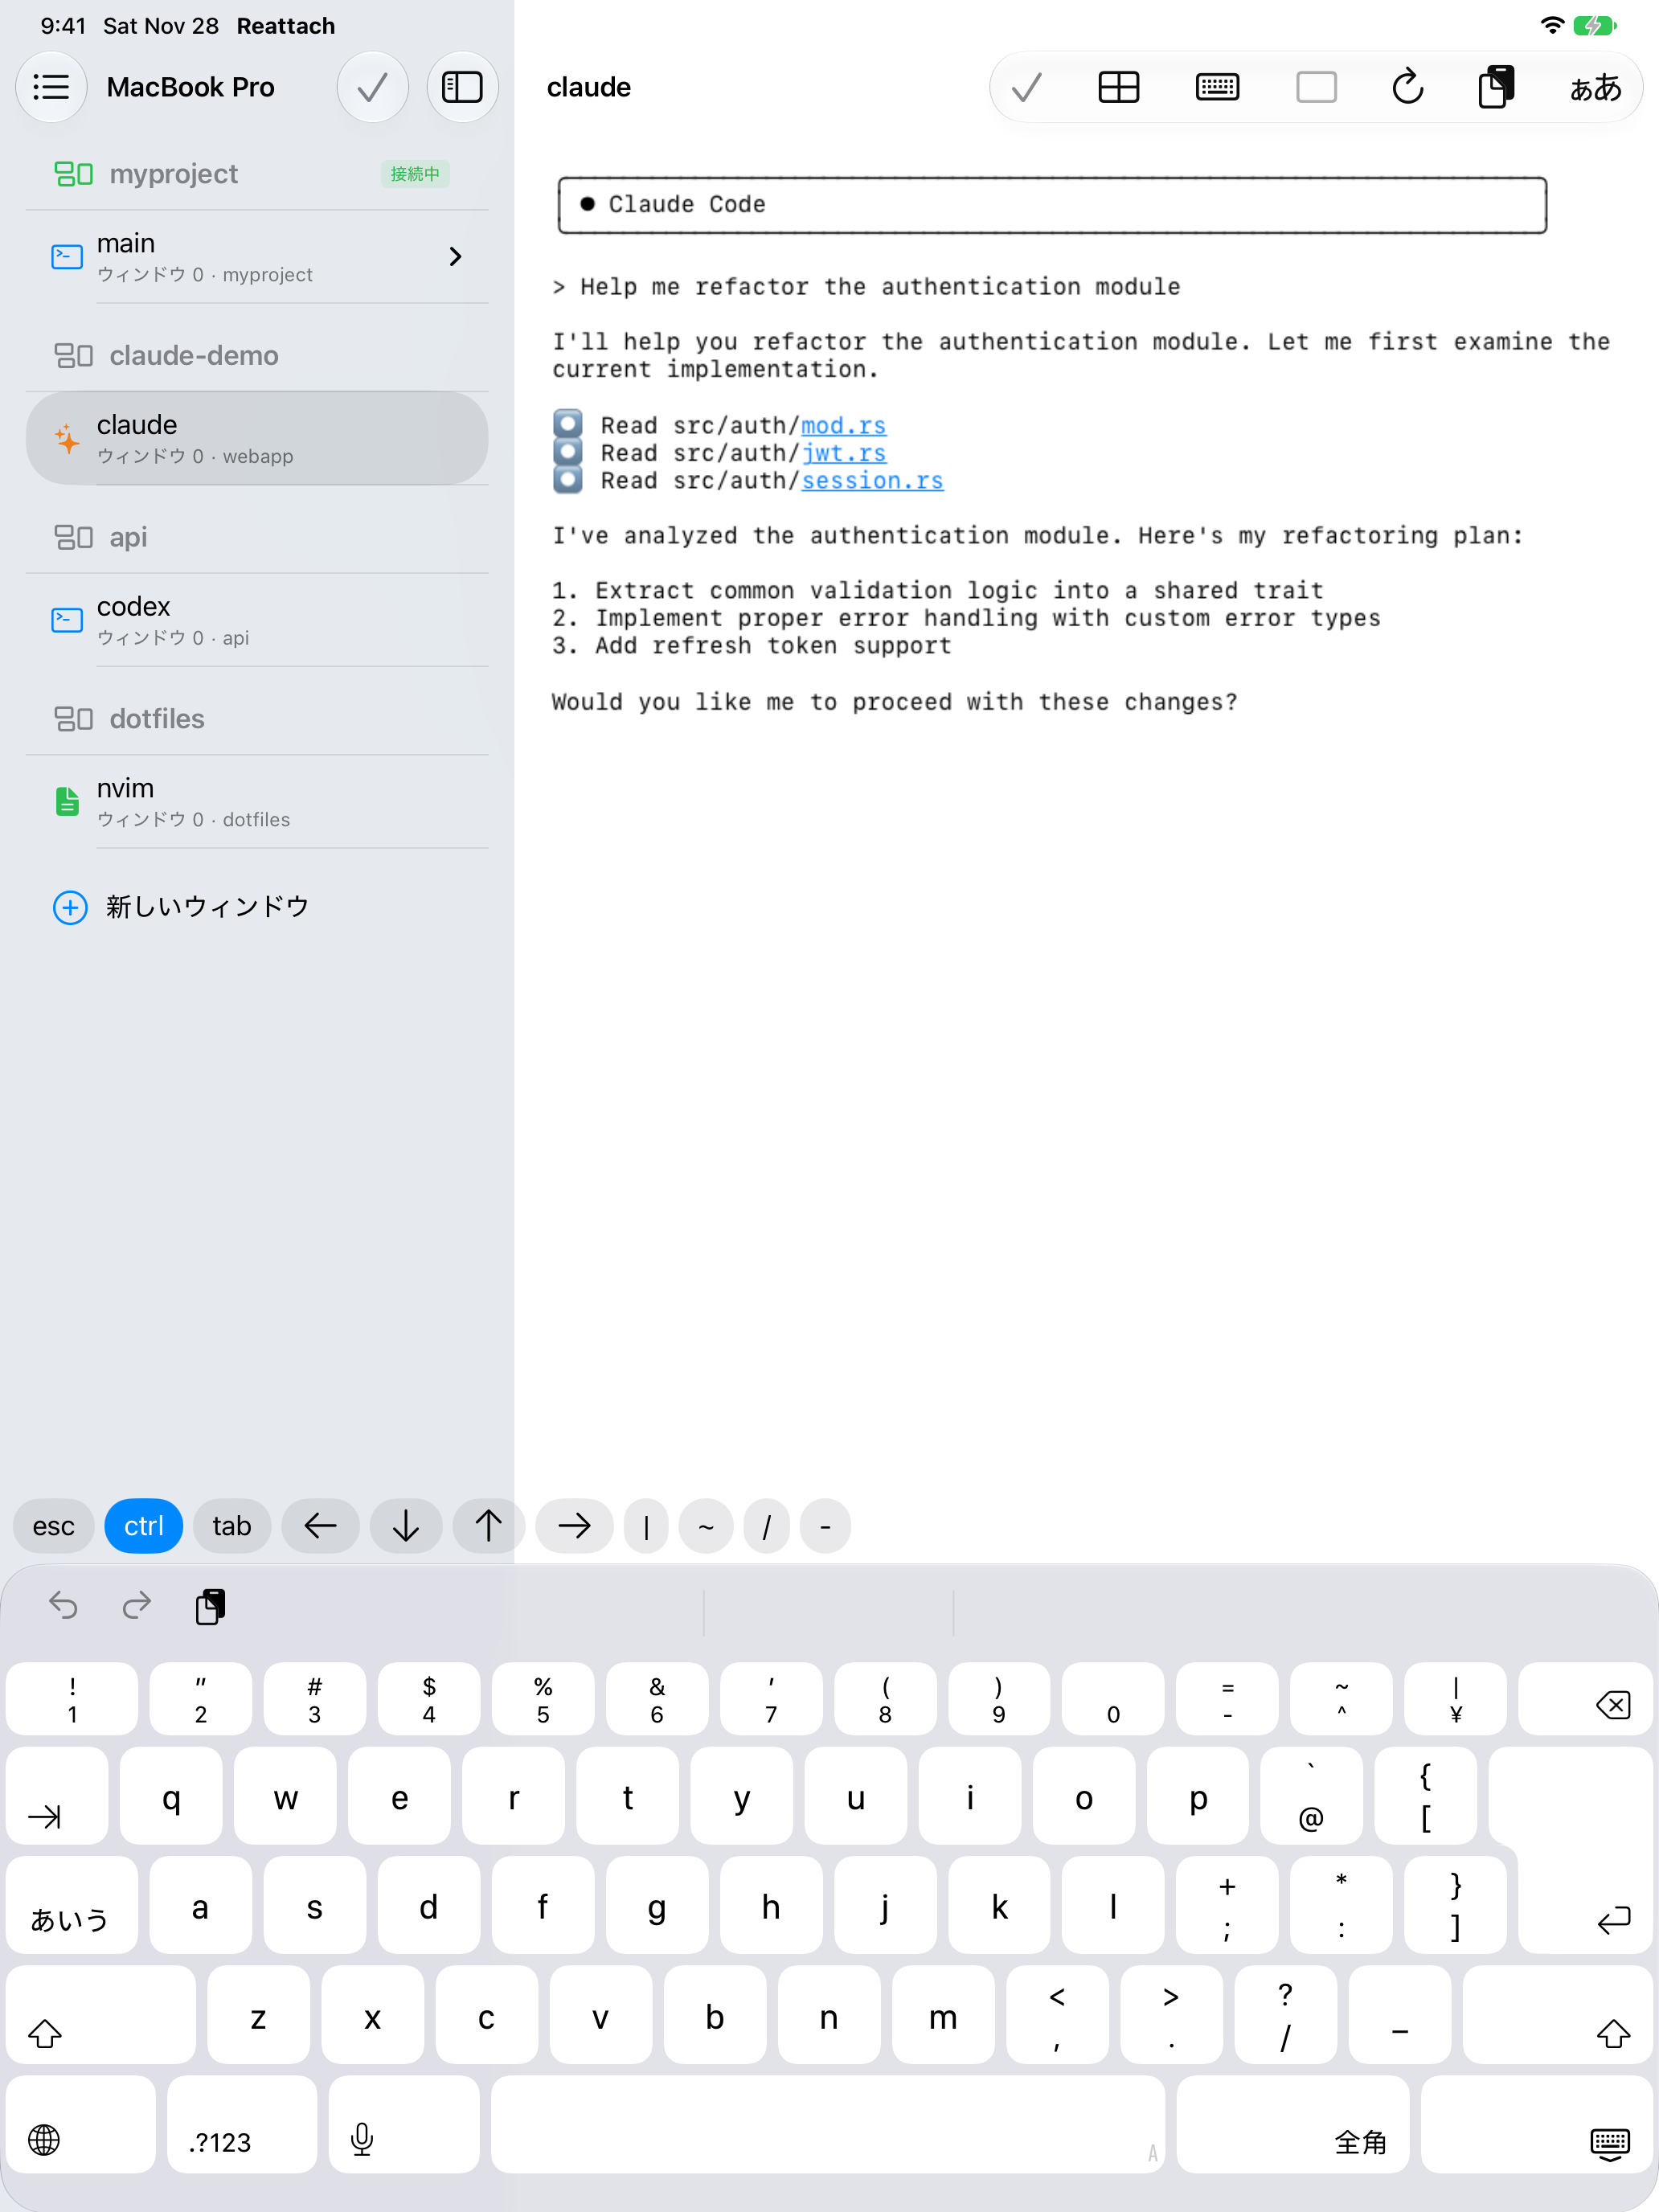 9:41 Sat Nov 28 Reattach
MacBook Pro
myproject 接続中
main
ウィンドウ 0 · myproject
claude-demo
claude
ウィンドウ 0 · webapp
api
codex
ウィンドウ 0 · api
dotfiles
nvim
ウィンドウ 0 · dotfiles
新しいウィンドウ
claude
ぁあ
● Claude Code
> Help me refactor the authentication module
I'll help you refactor the authentication module. Let me first examine the
current implementation.
Read src/auth/mod.rs
Read src/auth/jwt.rs
Read src/auth/session.rs
I've analyzed the authentication module. Here's my refactoring plan:
1. Extract common validation logic into a shared trait
2. Implement proper error handling with custom error types
3. Add refresh token support
Would you like me to proceed with these changes?
esc ctrl tab ← ↓ ↑ → | ~ / -
! " # $ % & ' ( ) = ~ |
1 2 3 4 5 6 7 8 9 0 - ^ ¥
` {
q w e r t y u i o p @ [
+ * }
あいう a s d f g h j k l ; : ]
< > ?
z x c v b n m , . / _
.?123 A 全角